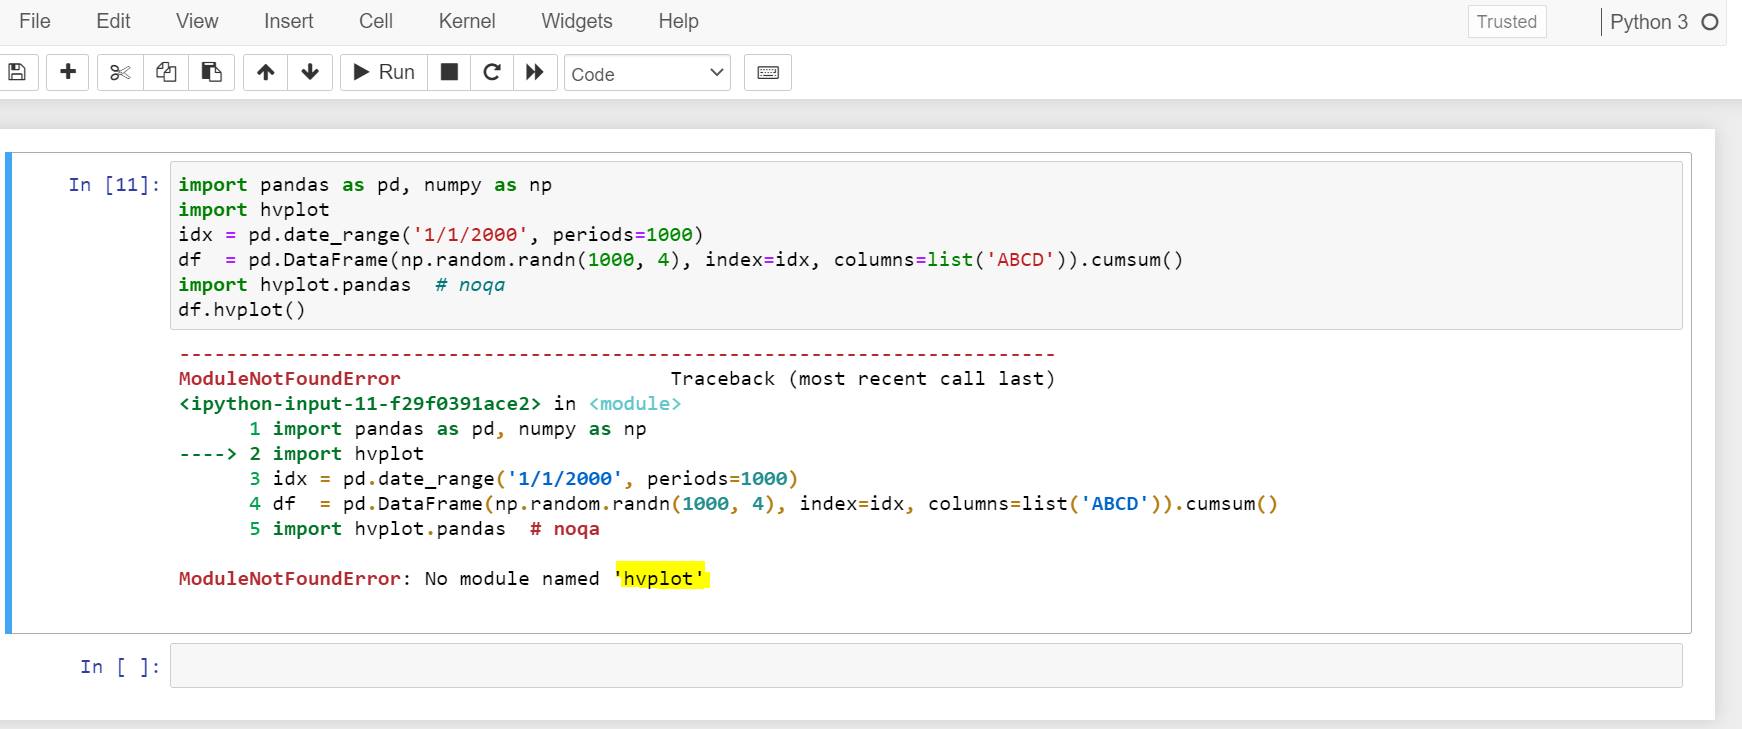 File Edit View Insert Cell Kernel Widgets Help Trusted Python 3
Run Code
In [11]: import pandas as pd, numpy as np
import hvplot
idx = pd.date_range('1/1/2000', periods=1000)
df  = pd.DataFrame(np.random.randn(1000, 4), index=idx, columns=list('ABCD')).cumsum()
import hvplot.pandas  # noqa
df.hvplot()
---------------------------------------------------------------------------
ModuleNotFoundError                       Traceback (most recent call last)
<ipython-input-11-f29f0391ace2> in <module>
      1 import pandas as pd, numpy as np
----> 2 import hvplot
      3 idx = pd.date_range('1/1/2000', periods=1000)
      4 df  = pd.DataFrame(np.random.randn(1000, 4), index=idx, columns=list('ABCD')).cumsum()
      5 import hvplot.pandas  # noqa
ModuleNotFoundError: No module named 'hvplot'
In [ ]: